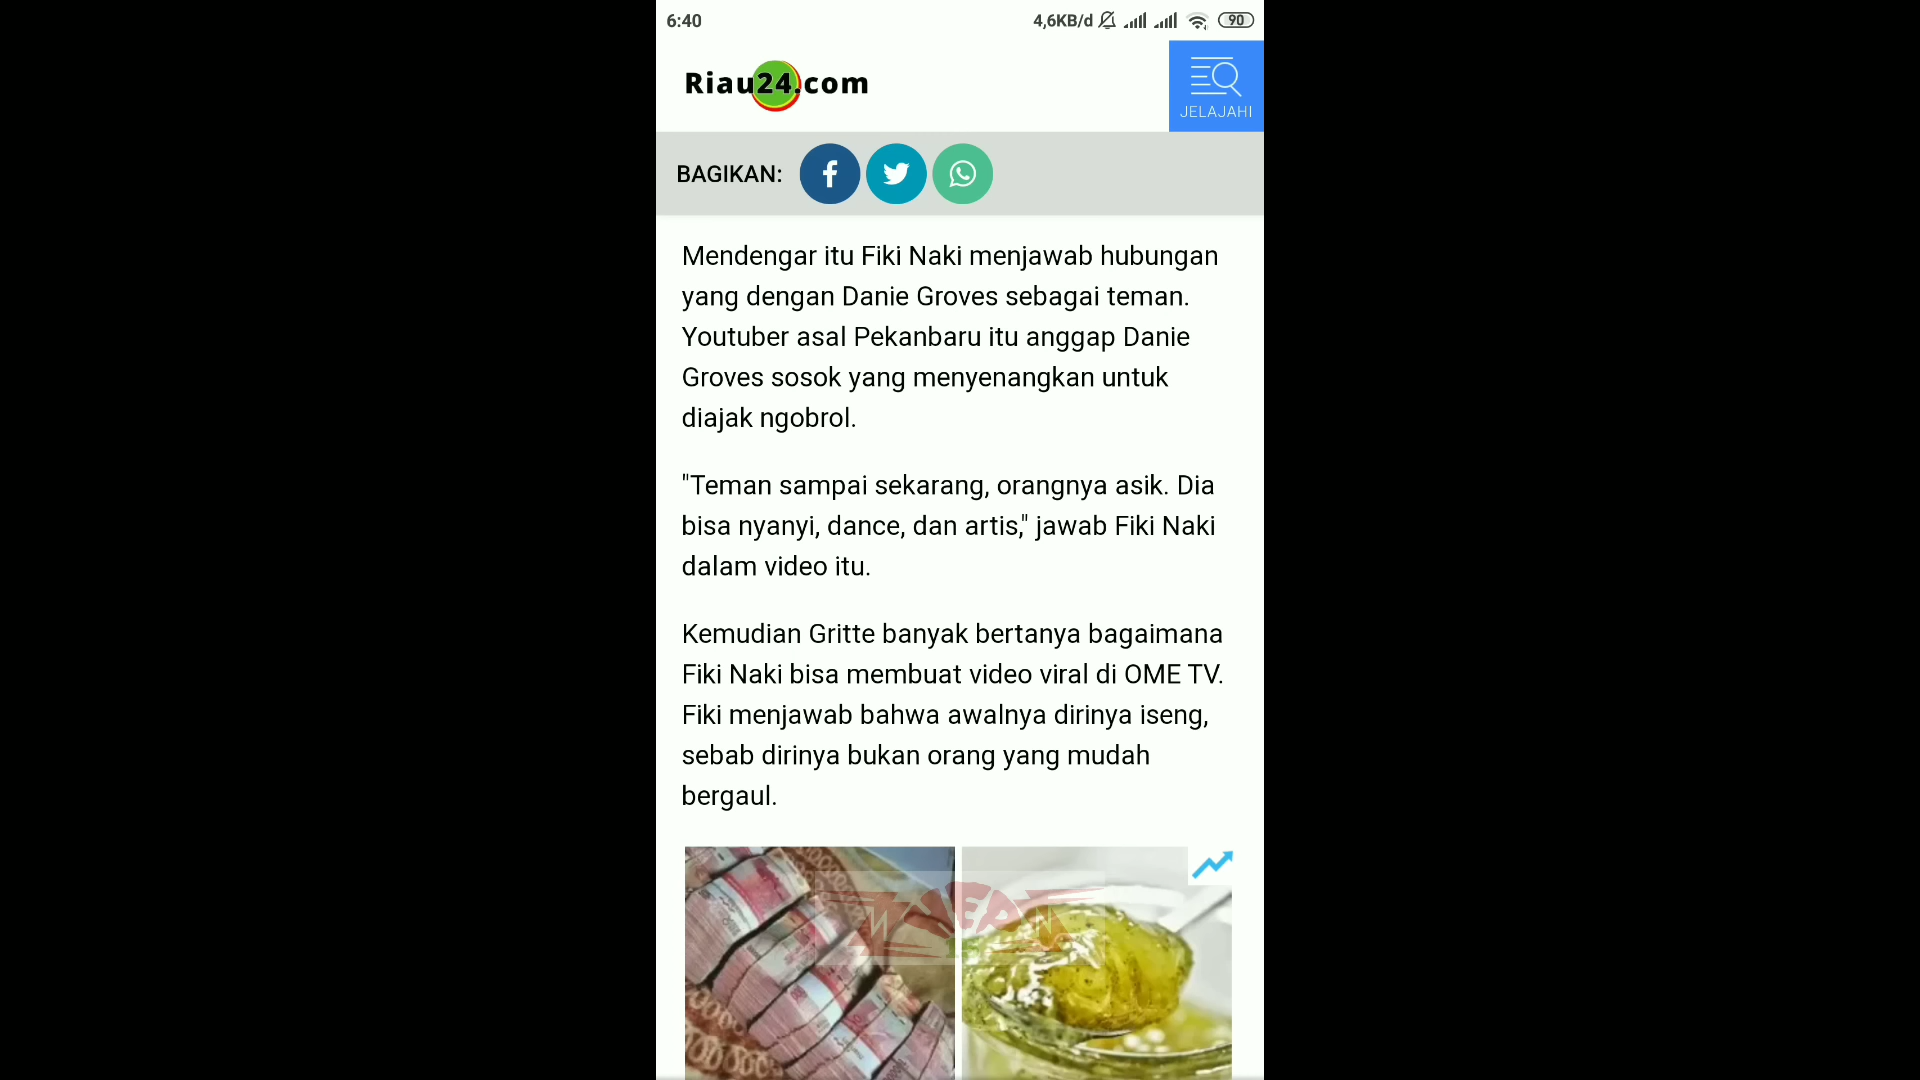 6:40
4,6KB/d
90
Riau24.com
JELAJAHI
BAGIKAN:
Mendengar itu Fiki Naki menjawab hubungan
yang dengan Danie Groves sebagai teman.
Youtuber asal Pekanbaru itu anggap Danie
Groves sosok yang menyenangkan untuk
diajak ngobrol.
"Teman sampai sekarang, orangnya asik. Dia
bisa nyanyi, dance, dan artis," jawab Fiki Naki
dalam video itu.
Kemudian Gritte banyak bertanya bagaimana
Fiki Naki bisa membuat video viral di OME TV.
Fiki menjawab bahwa awalnya dirinya iseng,
sebab dirinya bukan orang yang mudah
bergaul.